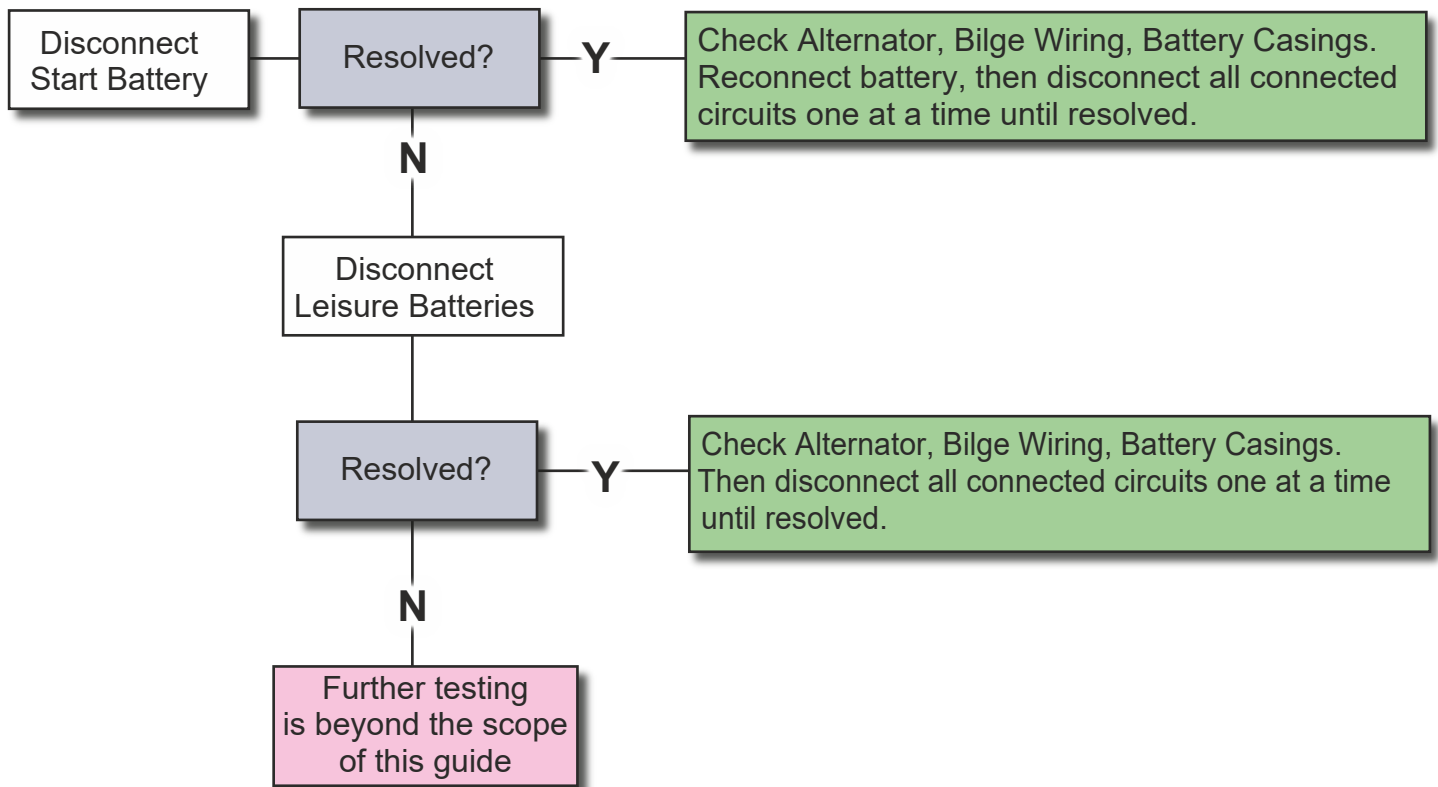 Disconnect
Start Battery
Resolved?
Y
Check Alternator, Bilge Wiring, Battery Casings.
Reconnect battery, then disconnect all connected
circuits one at a time until resolved.
N
Disconnect
Leisure Batteries
Resolved?
Y
Check Alternator, Bilge Wiring, Battery Casings.
Then disconnect all connected circuits one at a time
until resolved.
N
Further testing
is beyond the scope
of this guide